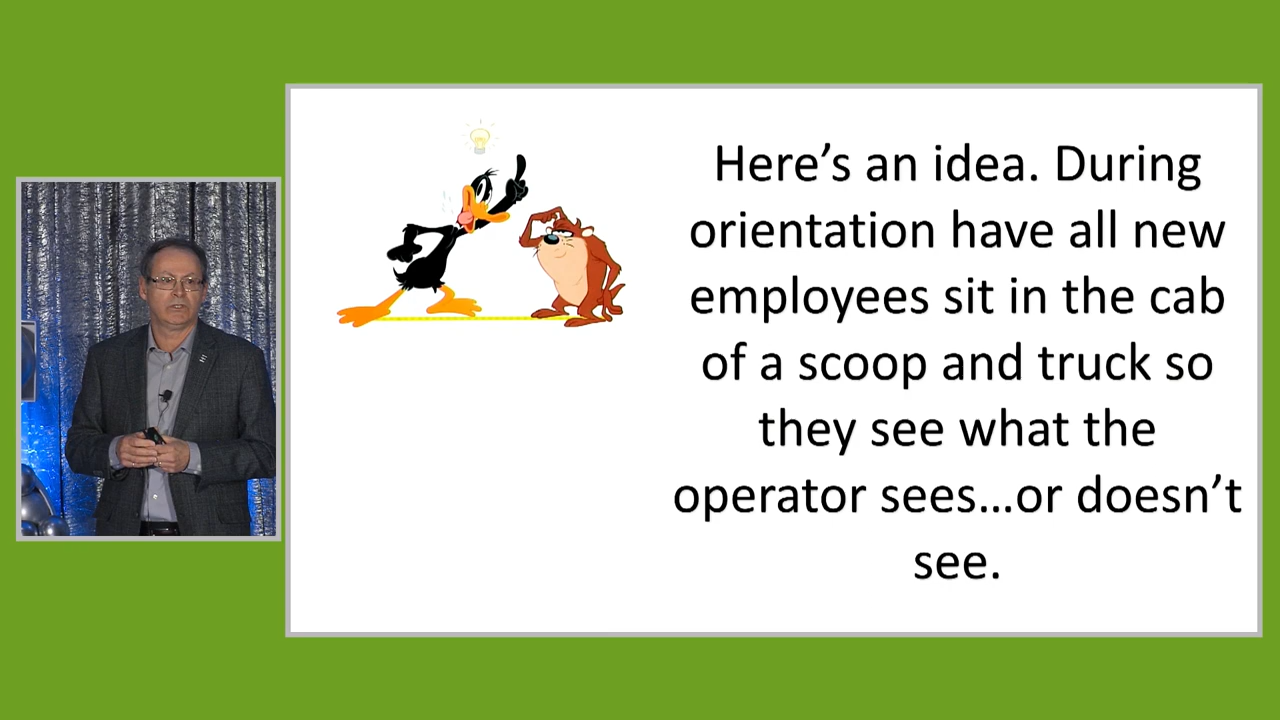 Here’s an idea. During
orientation have all new
employees sit in the cab
of a scoop and truck so
they see what the
operator sees…or doesn’t
see.